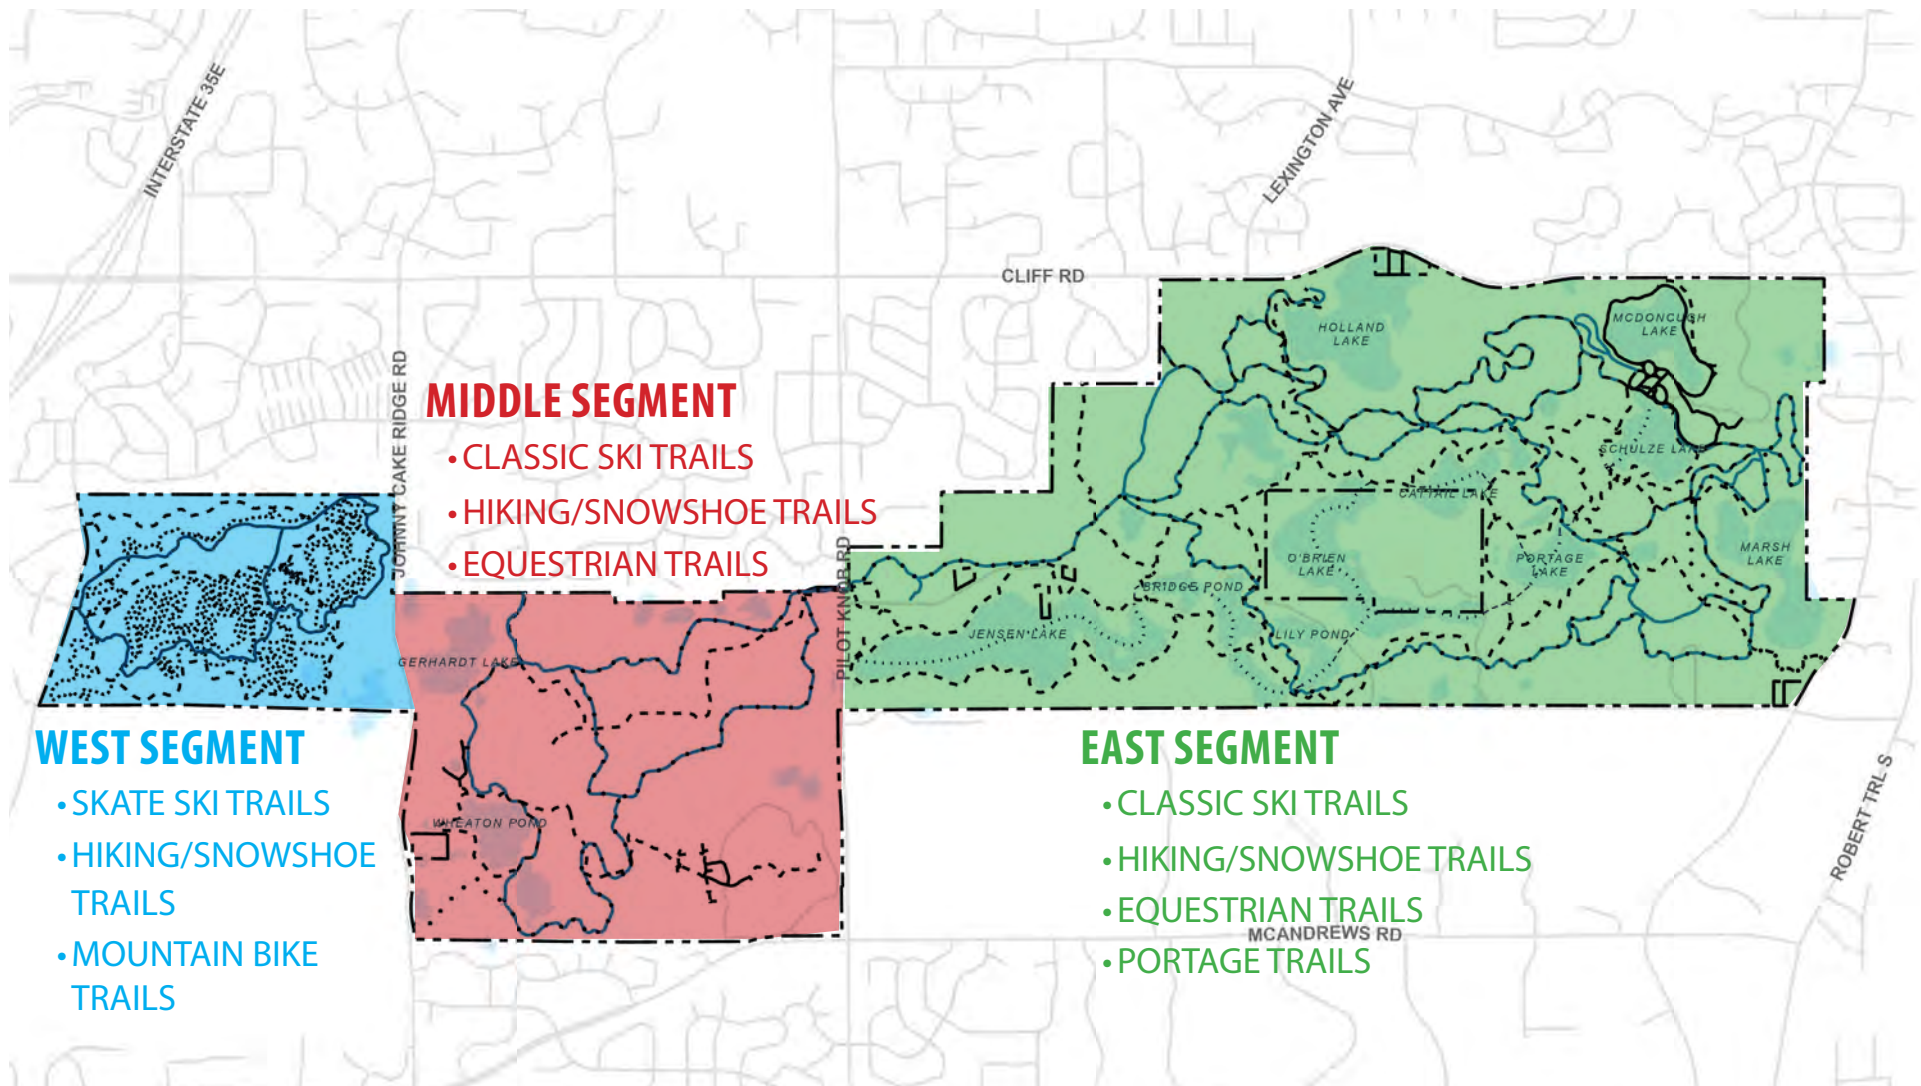 INTERSTATE 35E
LEXINGTON AVE
CLIFF RD
HOLLAND
LAKE
MCDONOUGH
LAKE
JOHNNY CAKE RIDGE RD
MIDDLE SEGMENT
• CLASSIC SKI TRAILS
• HIKING/SNOWSHOE TRAILS
• EQUESTRIAN TRAILS
SCHULZE LAKE
CATTAIL LAKE
PILOT KNOB RD
O'BRIEN
LAKE
PORTAGE
LAKE
MARSH
LAKE
BRIDGE POND
JENSEN LAKE
LILY POND
GERHARDT LAKE
WHEATON POND
WEST SEGMENT
• SKATE SKI TRAILS
• HIKING/SNOWSHOE
TRAILS
• MOUNTAIN BIKE
TRAILS
EAST SEGMENT
• CLASSIC SKI TRAILS
• HIKING/SNOWSHOE TRAILS
• EQUESTRIAN TRAILS
MCANDREWS RD
• PORTAGE TRAILS
ROBERT TRL S